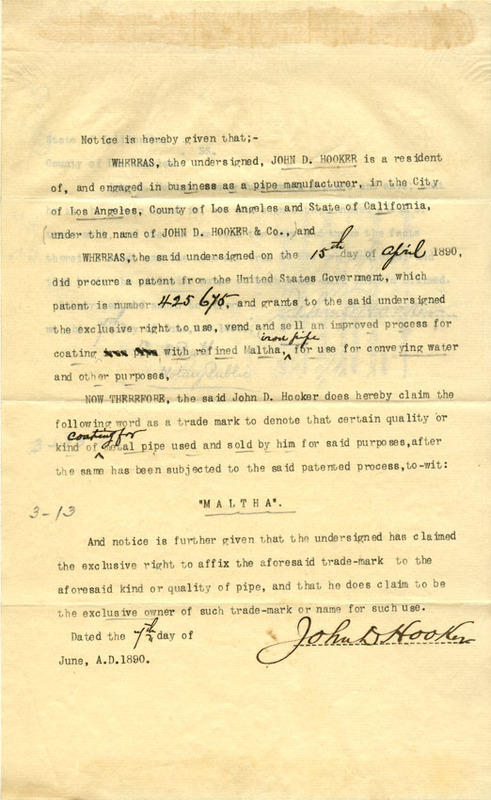 Notice is hereby given that;-
WHEREAS, the undersigned, JOHN D. HOOKER is a resident
of, and engaged in business as a pipe manufacturer, in the City
of Los Angeles, County of Los Angeles and State of California,
(under the name of JOHN D. HOOKER & Co.,) and
WHEREAS, the said undersigned on the 15th day of April 1890,
did procure a patent from the United States Government, which
patent is number 425675, and grants to the said undersigned
the exclusive right to use, vend and sell an improved process for
iron pipe
coating with refined Maltha, for use for conveying water
and other purposes,
NOW THEREFORE, the said John D. Hooker does hereby claim the
following word as a trade mark to denote that certain quality or
coating for
kind of metal pipe used and sold by him for said purposes, after
the same has been subjected to the said patented process, to-wit:
"MALTHA".
3-13
And notice is further given that the undersigned has claimed
the exclusive right to affix the aforesaid trade-mark to the
aforesaid kind or quality of pipe, and that he does claim to be
the exclusive owner of such trade-mark or name for such use.
Dated the 7th day of
John D. Hooker
June, A.D. 1890.